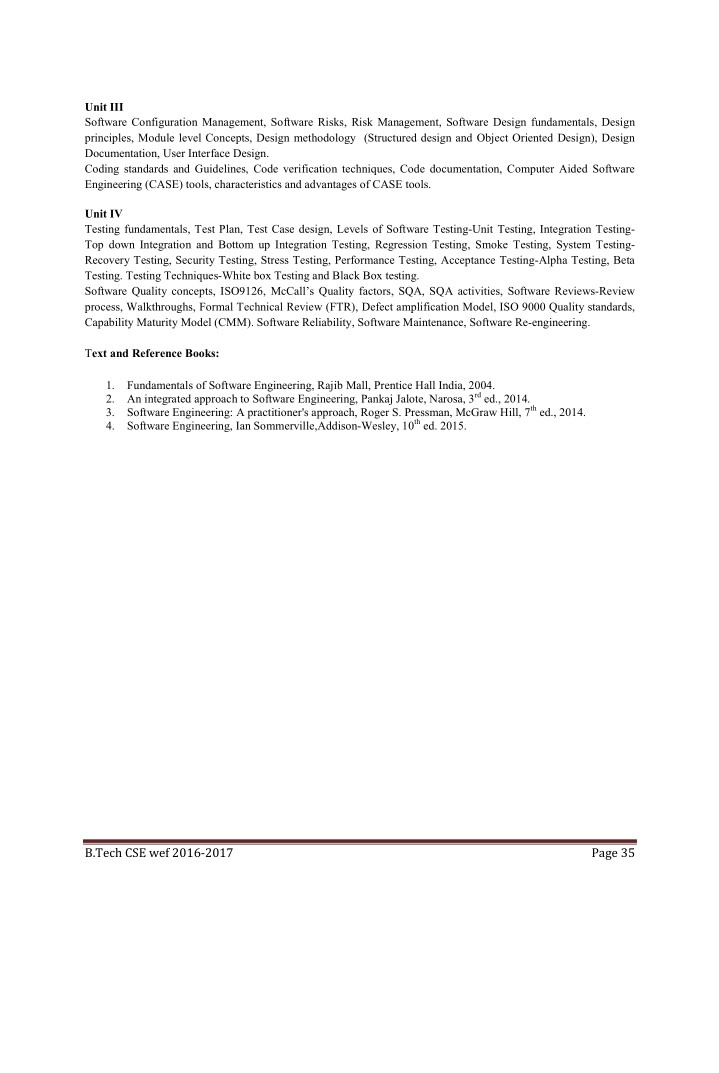 Unit III
Software Configuration Management, Software Risks, Risk Management, Software Design fundamentals, Design
principles, Module level Concepts, Design methodology (Structured design and Object Oriented Design), Design
Documentation, User Interface Design.
Coding standards and Guidelines, Code verification techniques, Code documentation, Computer Aided Software
Engineering (CASE) tools, characteristics and advantages of CASE tools.
Unit IV
Testing fundamentals, Test Plan, Test Case design, Levels of Software Testing-Unit Testing, Integration Testing-
Top down Integration and Bottom up Integration Testing, Regression Testing, Smoke Testing, System Testing-
Recovery Testing, Security Testing, Stress Testing, Performance Testing, Acceptance Testing-Alpha Testing, Beta
Testing. Testing Techniques-White box Testing and Black Box testing.
Software Quality concepts, ISO9126, McCall’s Quality factors, SQA, SQA activities, Software Reviews-Review
process, Walkthroughs, Formal Technical Review (FTR), Defect amplification Model, ISO 9000 Quality standards,
Capability Maturity Model (CMM). Software Reliability, Software Maintenance, Software Re-engineering.
Text and Reference Books:
1. Fundamentals of Software Engineering, Rajib Mall, Prentice Hall India, 2004.
2. An integrated approach to Software Engineering, Pankaj Jalote, Narosa, 3rd ed., 2014.
3. Software Engineering: A practitioner's approach, Roger S. Pressman, McGraw Hill, 7th ed., 2014.
4. Software Engineering, Ian Sommerville,Addison-Wesley, 10th ed. 2015.
B.Tech CSE wef 2016-2017 Page 35